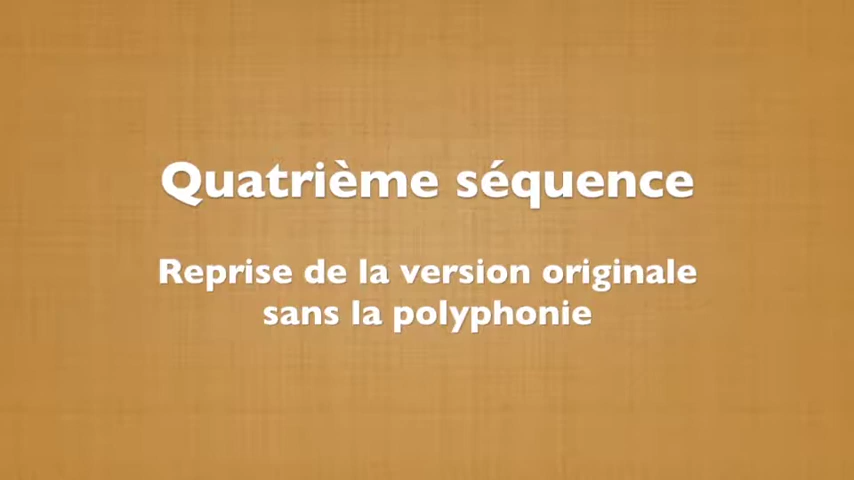 Quatrième séquence
Reprise de la version originale
sans la polyphonie